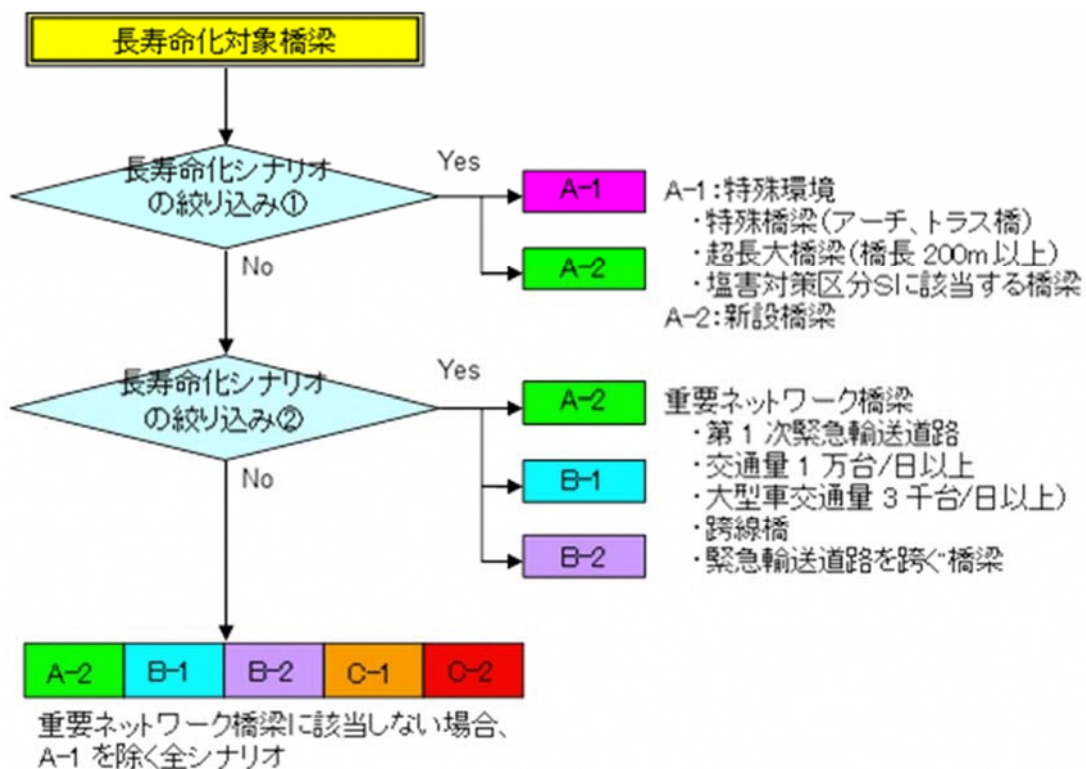 長寿命化対象橋梁
長寿命化シナリオ
の絞り込み①
Yes
A-1
A-2
A-1:特殊環境
・特殊橋梁(アーチ、トラス橋)
・超長大橋梁(橋長 200m 以上)
・塩害対策区分SIに該当する橋梁
A-2:新設橋梁
No
長寿命化シナリオ
の絞り込み②
Yes
A-2
B-1
B-2
重要ネットワーク橋梁
・第 1 次緊急輸送道路
・交通量 1 万台/日以上
・大型車交通量 3 千台/日以上)
・跨線橋
・緊急輸送道路を跨ぐ橋梁
No
A-2 B-1 B-2 C-1 C-2
重要ネットワーク橋梁に該当しない場合、
A-1 を除く全シナリオ